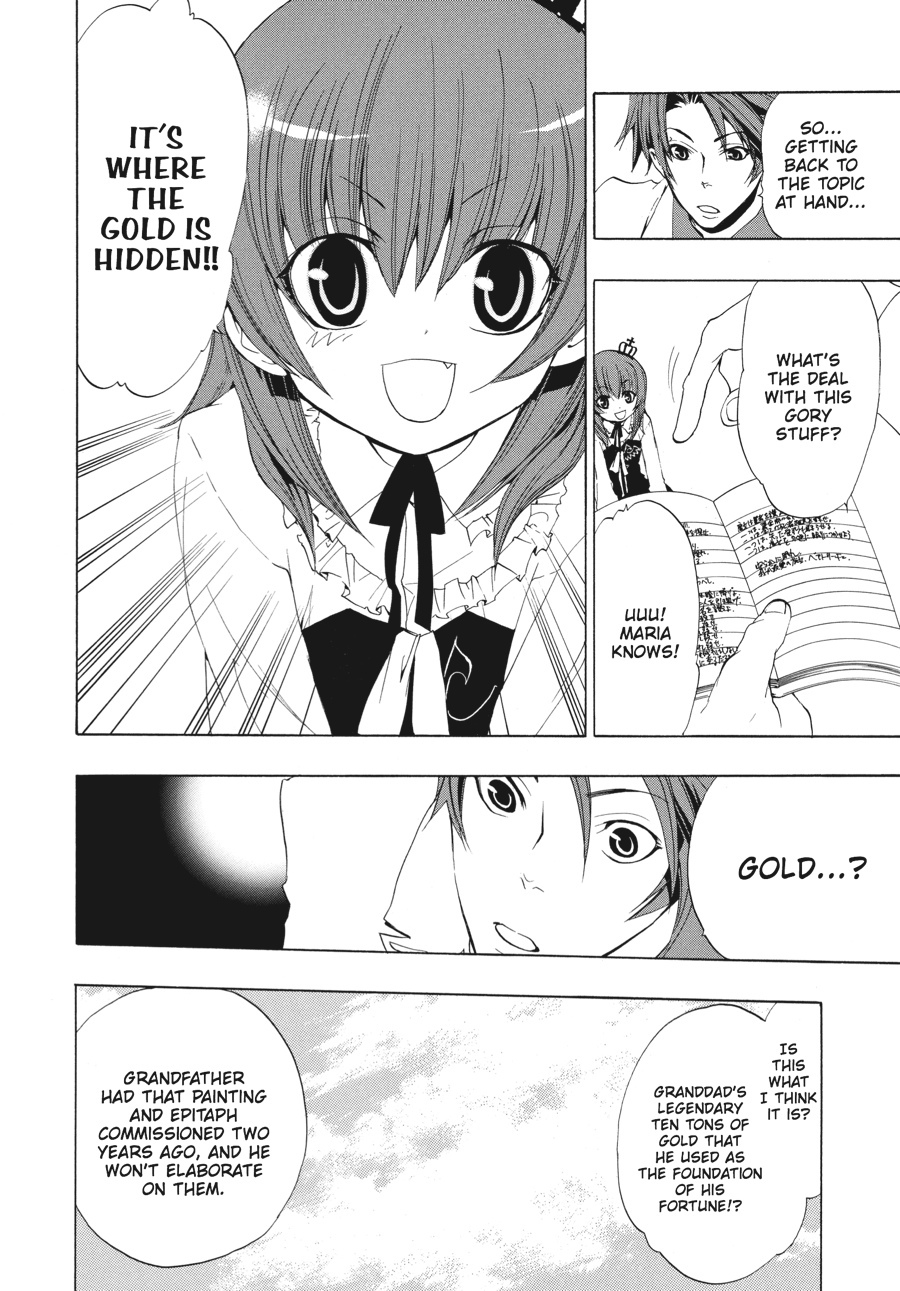 SO...
GETTING
BACK TO
THE TOPIC
AT HAND...
WHAT'S
THE DEAL
WITH THIS
GORY
STUFF?
UUU!
MARIA
KNOWS!
IT'S
WHERE
THE
GOLD IS
HIDDEN!!
GOLD...?
IS
THIS
WHAT
I THINK
IT IS?
GRANDDAD'S
LEGENDARY
TEN TONS OF
GOLD THAT
HE USED AS
THE FOUNDATION
OF HIS
FORTUNE!?
GRANDFATHER
HAD THAT PAINTING
AND EPITAPH
COMMISSIONED TWO
YEARS AGO, AND HE
WON'T ELABORATE
ON THEM.